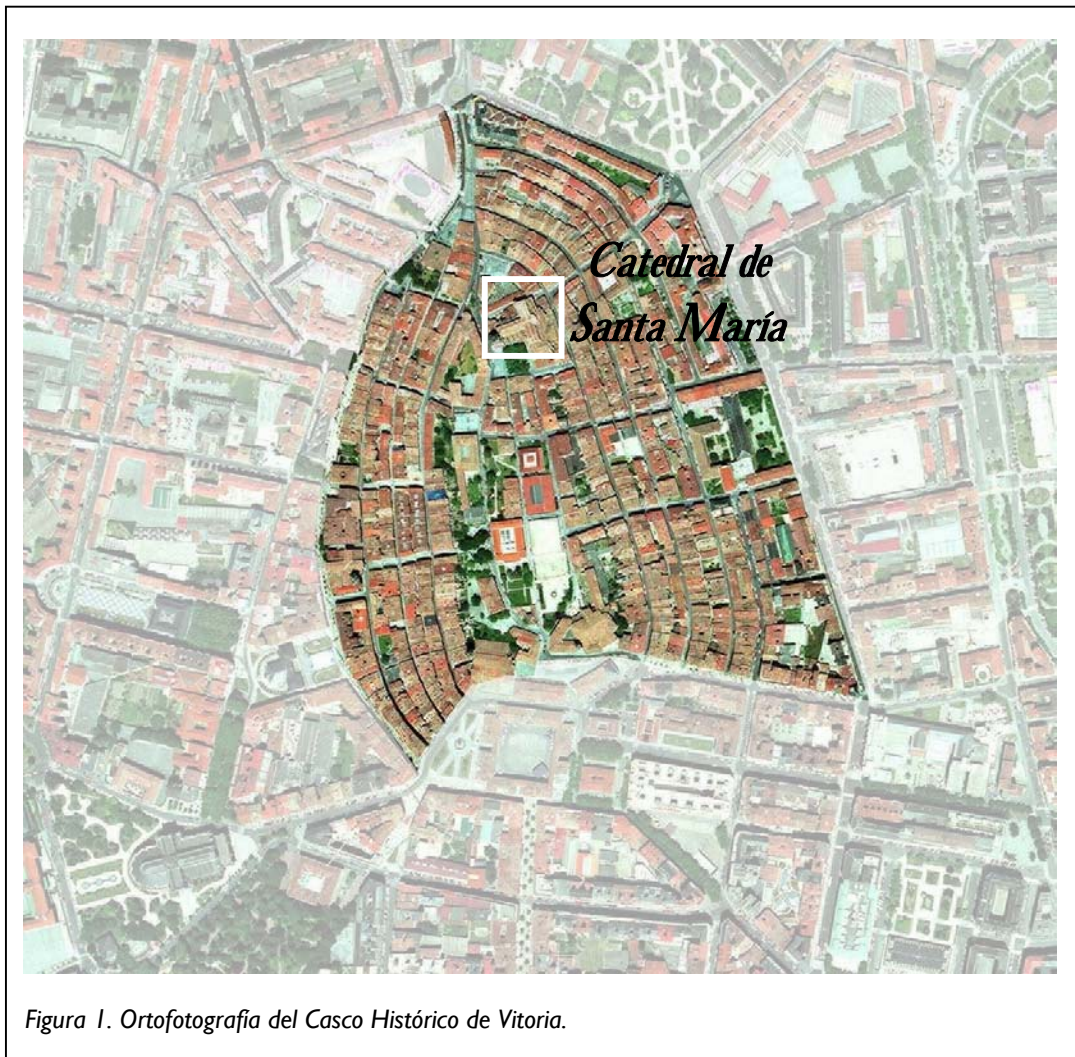 Catedral de
Santa María
Figura 1. Ortofotografía del Casco Histórico de Vitoria.